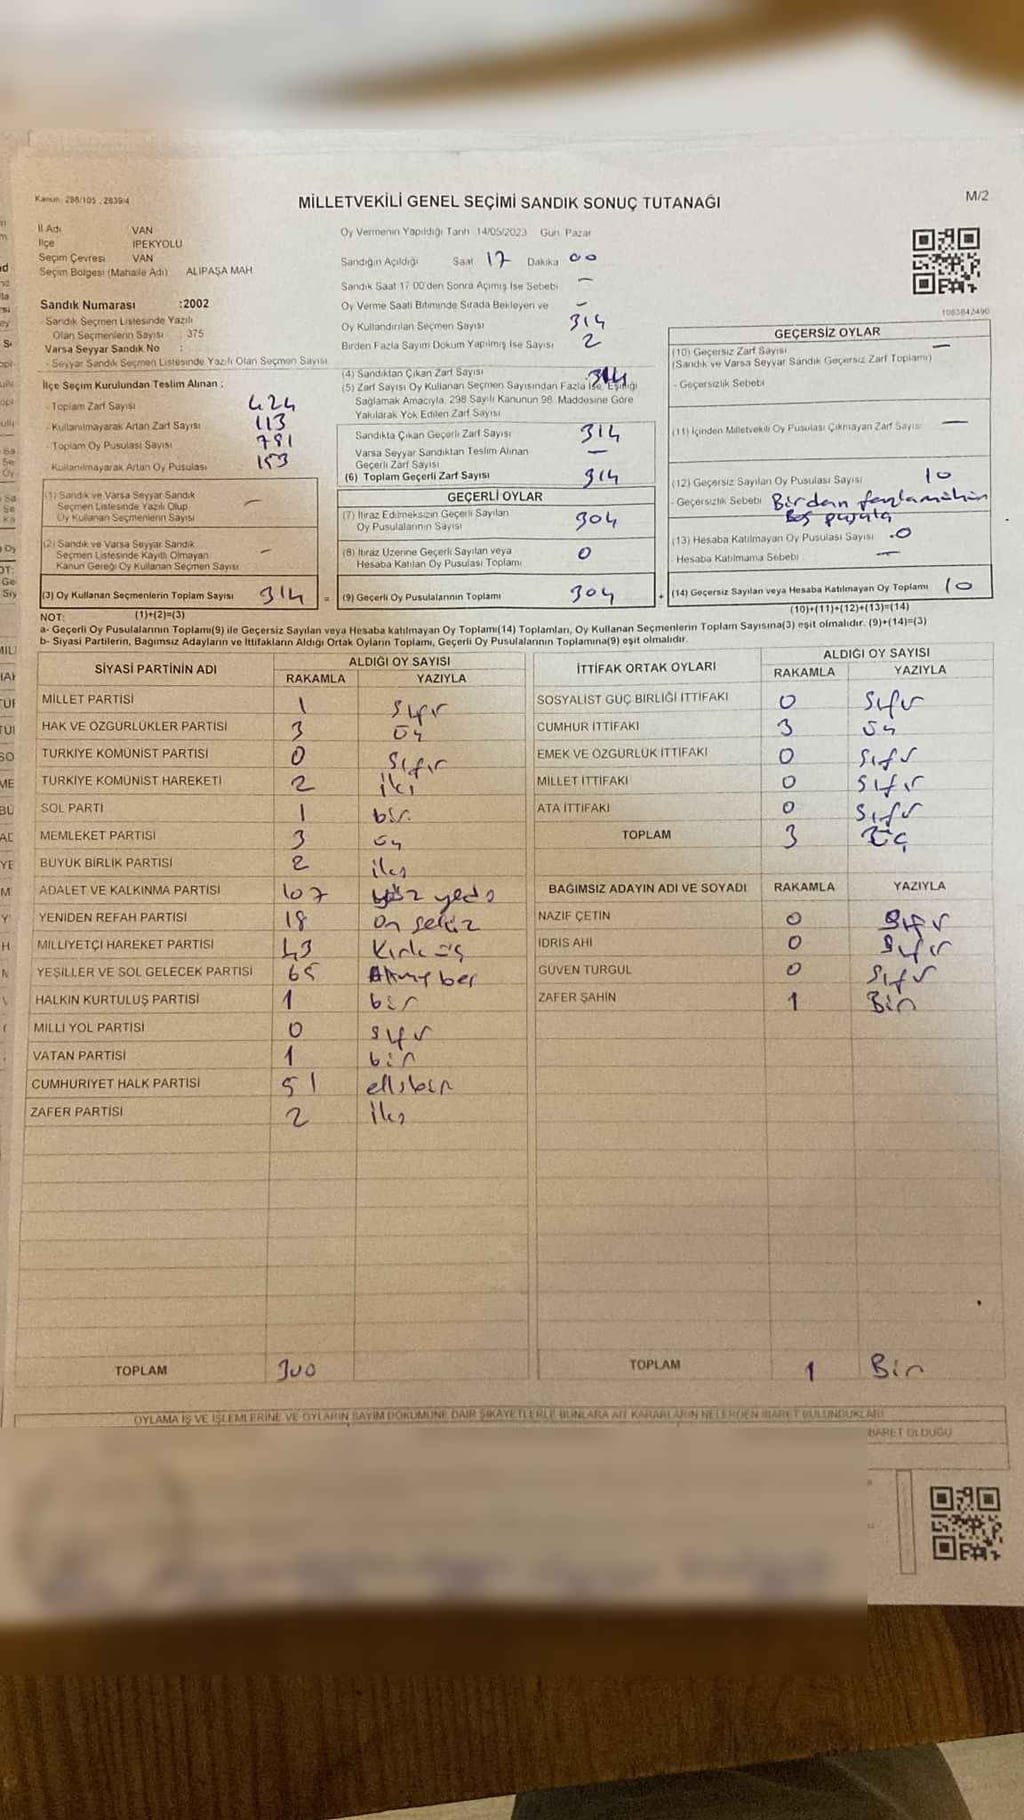 Kanun: 298/105 , 2839/4
MİLLETVEKİLİ GENEL SEÇİMİ SANDIK SONUÇ TUTANAĞI
M/2
İl Adı VAN
İlçe İPEKYOLU
Seçim Çevresi VAN
Seçim Bölgesi (Mahalle Adı) ALİPAŞA MAH
Sandık Numarası :2002
- Sandık Seçmen Listesinde Yazılı
Olan Seçmenlerin Sayısı : 375
Varsa Seyyar Sandık No :
- Seyyar Sandık Seçmen Listesinde Yazılı Olan Seçmen Sayısı
İlçe Seçim Kurulundan Teslim Alınan :
- Toplam Zarf Sayısı 424
- Kullanılmayarak Artan Zarf Sayısı 113
- Toplam Oy Pusulası Sayısı 781
- Kullanılmayarak Artan Oy Pusulası 153
(1) Sandık ve Varsa Seyyar Sandık
Seçmen Listesinde Yazılı Olup
Oy Kullanan Seçmenlerin Sayısı —
(2) Sandık ve Varsa Seyyar Sandık
Seçmen Listesinde Kayıtlı Olmayan
Kanun Gereği Oy Kullanan Seçmen Sayısı —
(3) Oy Kullanan Seçmenlerin Toplam Sayısı 314 =
(1)+(2)=(3)
Oy Vermenin Yapıldığı Tarih 14/05/2023 Gün: Pazar
Sandığın Açıldığı Saat 17 Dakika 00
Sandık Saat 17 00'den Sonra Açılmış İse Sebebi —
Oy Verme Saati Bitiminde Sırada Bekleyen ve —
Oy Kullandırılan Seçmen Sayısı 314
Birden Fazla Sayım Döküm Yapılmış İse Sayısı 2
(4) Sandıktan Çıkan Zarf Sayısı 314
(5) Zarf Sayısı Oy Kullanan Seçmen Sayısından Fazla İse, Eşitliği
Sağlamak Amacıyla, 298 Sayılı Kanunun 98. Maddesine Göre
Yakılarak Yok Edilen Zarf Sayısı
Sandıkta Çıkan Geçerli Zarf Sayısı 314
Varsa Seyyar Sandıktan Teslim Alınan
Geçerli Zarf Sayısı —
(6) Toplam Geçerli Zarf Sayısı 314
GEÇERLİ OYLAR
(7) İtiraz Edilmeksizin Geçerli Sayılan
Oy Pusulalarının Sayısı 304
(8) İtiraz Üzerine Geçerli Sayılan veya
Hesaba Katılan Oy Pusulası Toplamı 0
(9) Geçerli Oy Pusulalarının Toplamı 304 +
1083842490
GEÇERSİZ OYLAR
(10) Geçersiz Zarf Sayısı —
(Sandık ve Varsa Seyyar Sandık Geçersiz Zarf Toplamı)
- Geçersizlik Sebebi
(11) İçinden Milletvekili Oy Pusulası Çıkmayan Zarf Sayısı —
(12) Geçersiz Sayılan Oy Pusulası Sayısı 10
- Geçersizlik Sebebi Birden fazla mühür
Boş pusula
(13) Hesaba Katılmayan Oy Pusulası Sayısı 0
Hesaba Katılmama Sebebi —
(14) Geçersiz Sayılan veya Hesaba Katılmayan Oy Toplamı 10
(10)+(11)+(12)+(13)=(14)
NOT:
a- Geçerli Oy Pusulalarının Toplamı(9) ile Geçersiz Sayılan veya Hesaba katılmayan Oy Toplamı(14) Toplamları, Oy Kullanan Seçmenlerin Toplam Sayısına(3) eşit olmalıdır. (9)+(14)=(3)
b- Siyasi Partilerin, Bağımsız Adayların ve İttifakların Aldığı Ortak Oyların Toplamı, Geçerli Oy Pusulalarının Toplamına(9) eşit olmalıdır.
SİYASİ PARTİNİN ADI ALDIĞI OY SAYISI
RAKAMLA YAZIYLA
MİLLET PARTİSİ 1 sıfır
HAK VE ÖZGÜRLÜKLER PARTİSİ 3 üç
TÜRKİYE KOMÜNİST PARTİSİ 0 sıfır
TÜRKİYE KOMÜNİST HAREKETİ 2 iki
SOL PARTİ 1 bir
MEMLEKET PARTİSİ 3 üç
BÜYÜK BİRLİK PARTİSİ 2 iki
ADALET VE KALKINMA PARTİSİ 107 yüz yedi
YENİDEN REFAH PARTİSİ 18 on sekiz
MİLLİYETÇİ HAREKET PARTİSİ 43 kırk üç
YEŞİLLER VE SOL GELECEK PARTİSİ 65 Altmış beş
HALKIN KURTULUŞ PARTİSİ 1 bir
MİLLİ YOL PARTİSİ 0 sıfır
VATAN PARTİSİ 1 bir
CUMHURİYET HALK PARTİSİ 51 elli bir
ZAFER PARTİSİ 2 iki
TOPLAM 300
İTTİFAK ORTAK OYLARI ALDIĞI OY SAYISI
RAKAMLA YAZIYLA
SOSYALİST GÜÇ BİRLİĞİ İTTİFAKI 0 sıfır
CUMHUR İTTİFAKI 3 üç
EMEK VE ÖZGÜRLÜK İTTİFAKI 0 sıfır
MİLLET İTTİFAKI 0 sıfır
ATA İTTİFAKI 0 sıfır
TOPLAM 3 Üç
BAĞIMSIZ ADAYIN ADI VE SOYADI RAKAMLA YAZIYLA
NAZİF ÇETİN 0 sıfır
İDRİS AHİ 0 sıfır
GÜVEN TURGUL 0 sıfır
ZAFER ŞAHİN 1 Bir
TOPLAM 1 Bir
OYLAMA İŞ VE İŞLEMLERİNE VE OYLARIN SAYIM DÖKÜMÜNE DAİR ŞİKAYETLERLE BUNLARA AİT KARARLARIN NELERDEN İBARET BULUNDUKLARI
BARET OLDUĞU